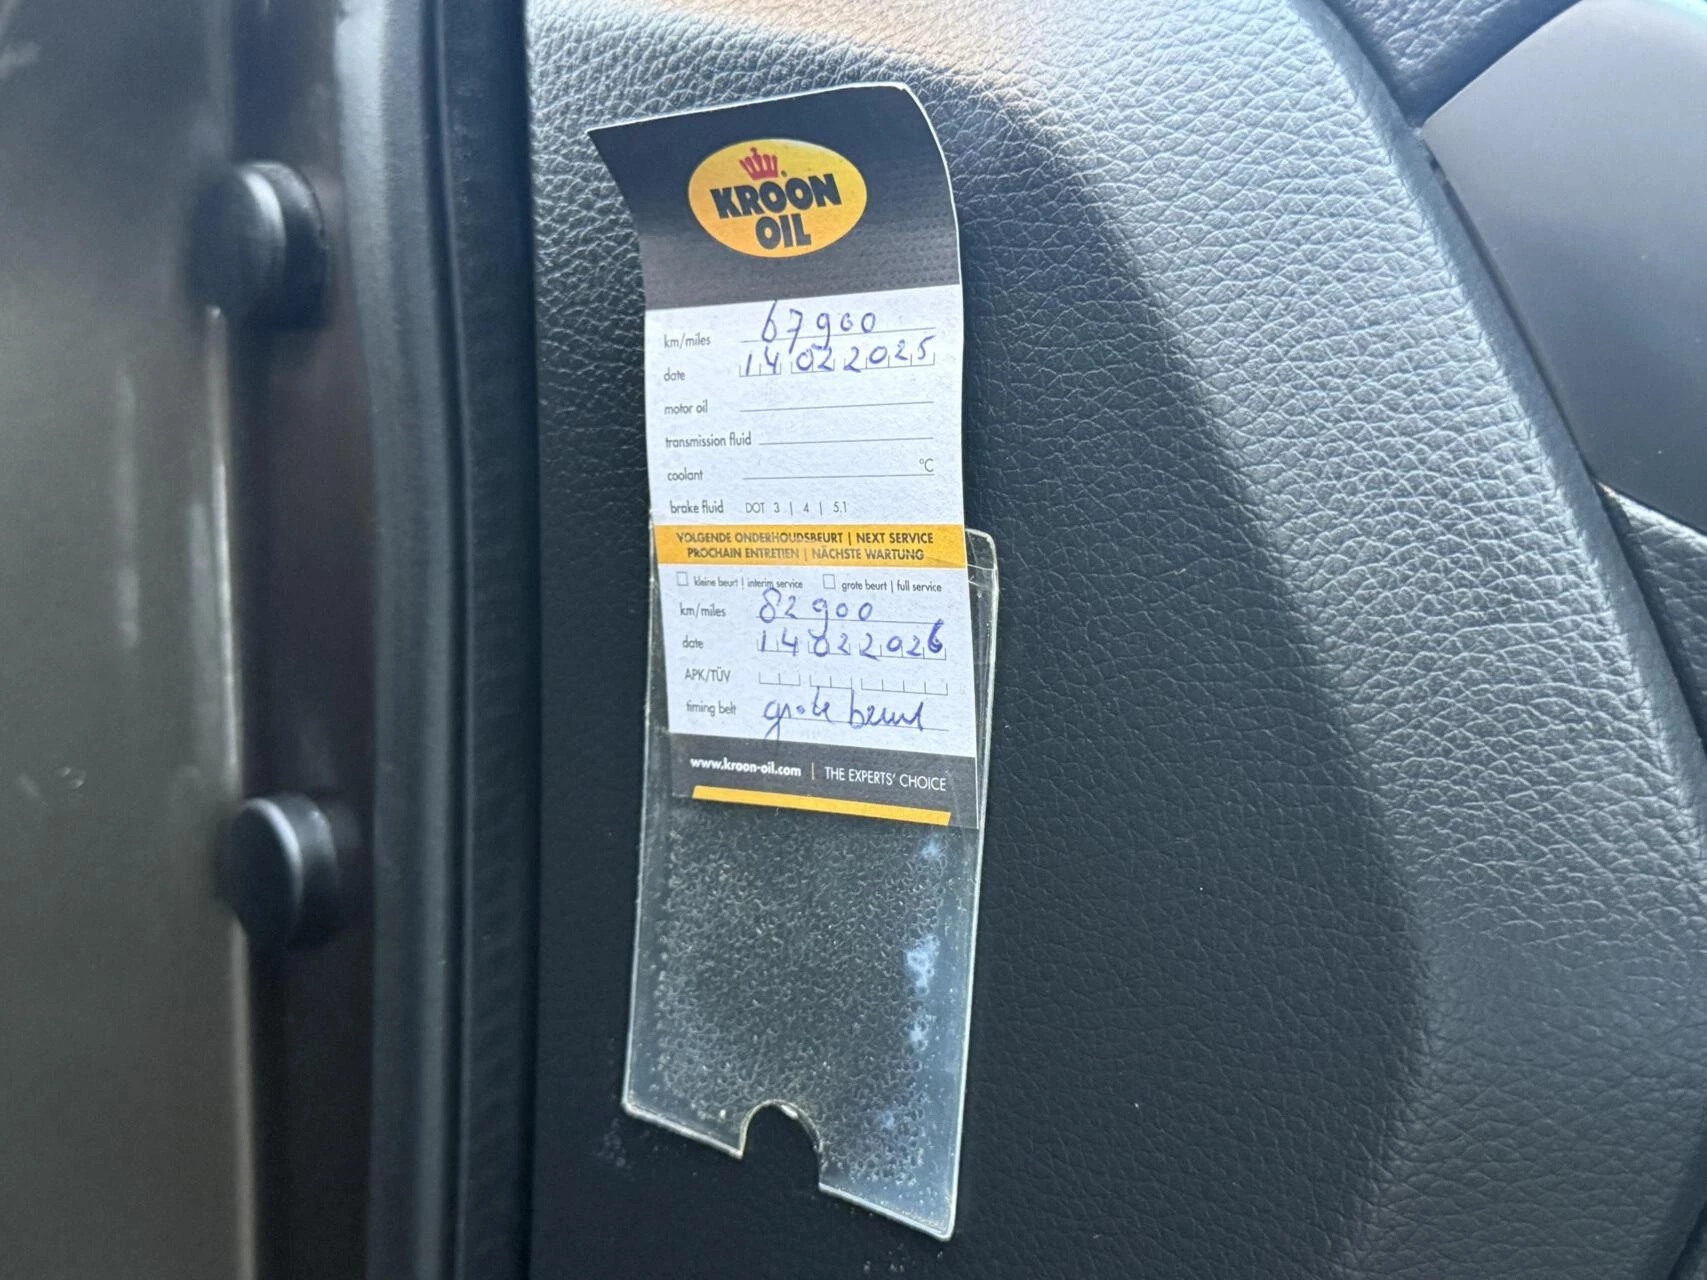 KROON
OIL
km/miles 67900
date 14 02 2025
motor oil
transmission fluid
coolant °C
brake fluid DOT 3 | 4 | 5.1
VOLGENDE ONDERHOUDSBEURT | NEXT SERVICE
PROCHAIN ENTRETIEN | NÄCHSTE WARTUNG
kleine beurt | interim service grote beurt | full service
km/miles 82900
date 14 02 2026
APK/TÜV
timing belt grote beurt
www.kroon-oil.com | THE EXPERTS' CHOICE